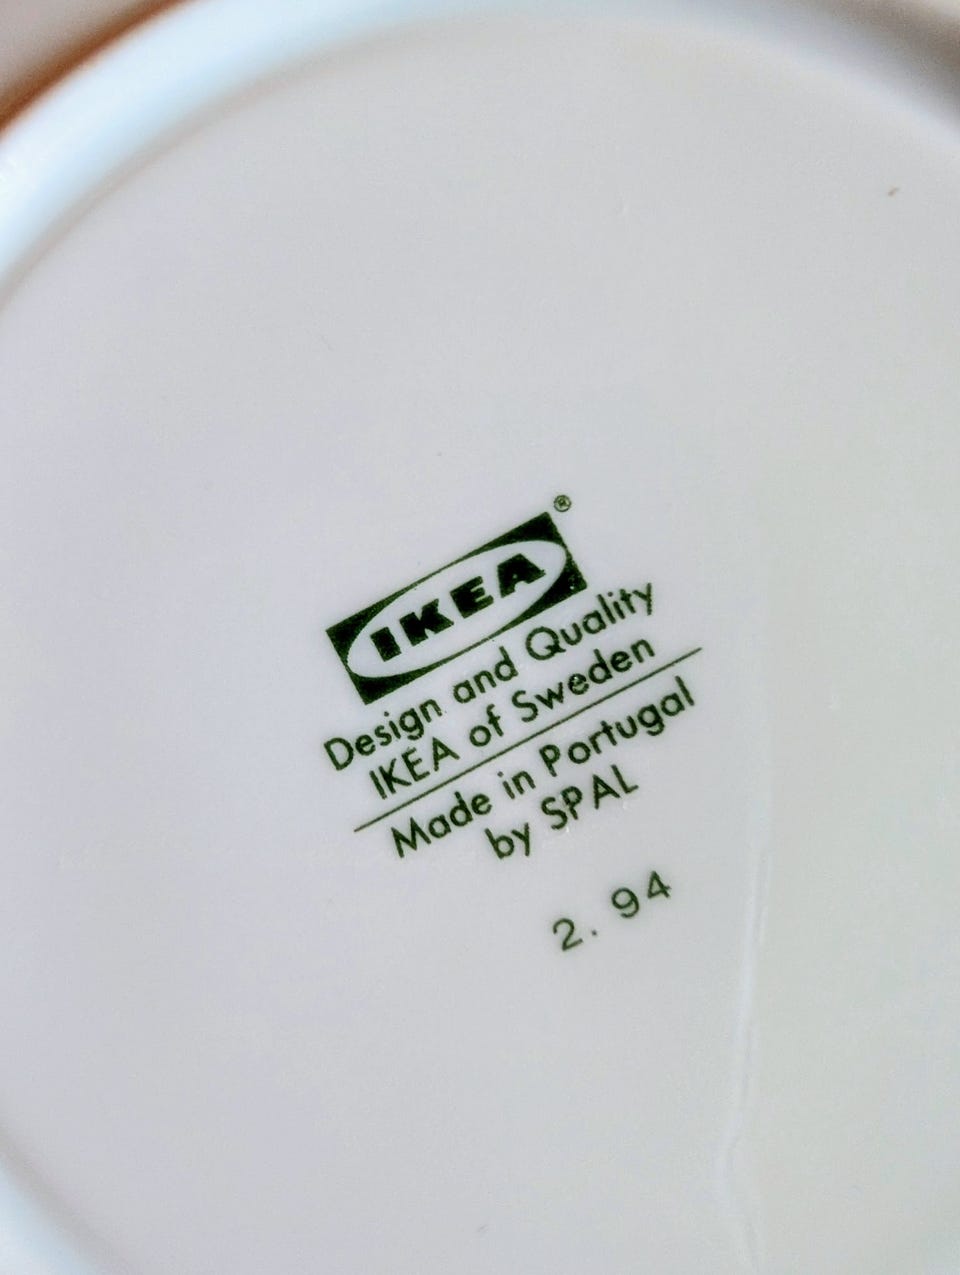 IKEA®
Design and Quality
IKEA of Sweden
Made in Portugal
by SPAL
2. 94